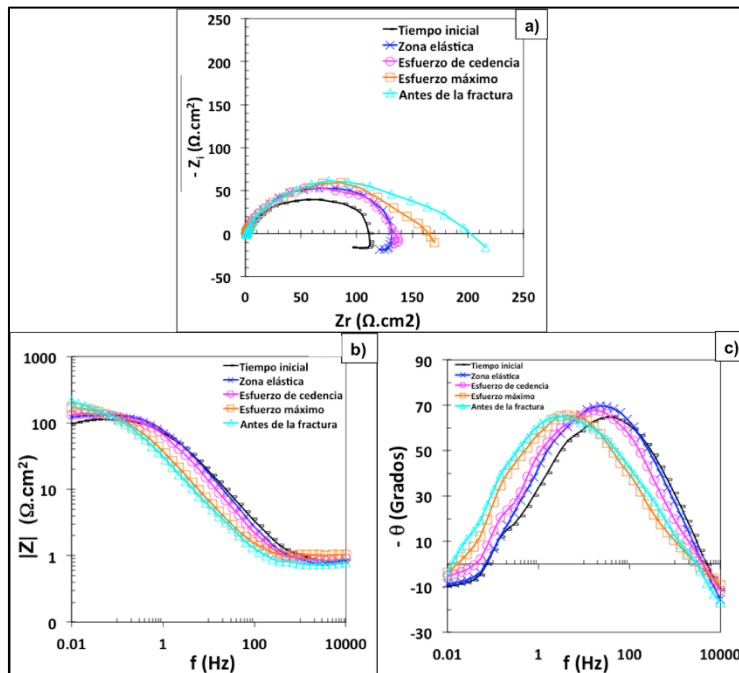 a)
Tiempo inicial
Zona elástica
Esfuerzo de cedencia
Esfuerzo máximo
Antes de la fractura
- Zi (Ω.cm²)
250
200
150
100
50
0
-50
0 50 100 150 200 250
Zr (Ω.cm2)
b)
Tiempo inicial
Zona elástica
Esfuerzo de cedencia
Esfuerzo máximo
Antes de la fractura
|Z| (Ω.cm²)
1000
100
10
1
0
0.01 1 100 10000
f (Hz)
c)
Tiempo inicial
Zona elástica
Esfuerzo de cedencia
Esfuerzo máximo
Antes de la fractura
- θ (Grados)
90
70
50
30
10
-10
-30
0.01 1 100 10000
f (Hz)